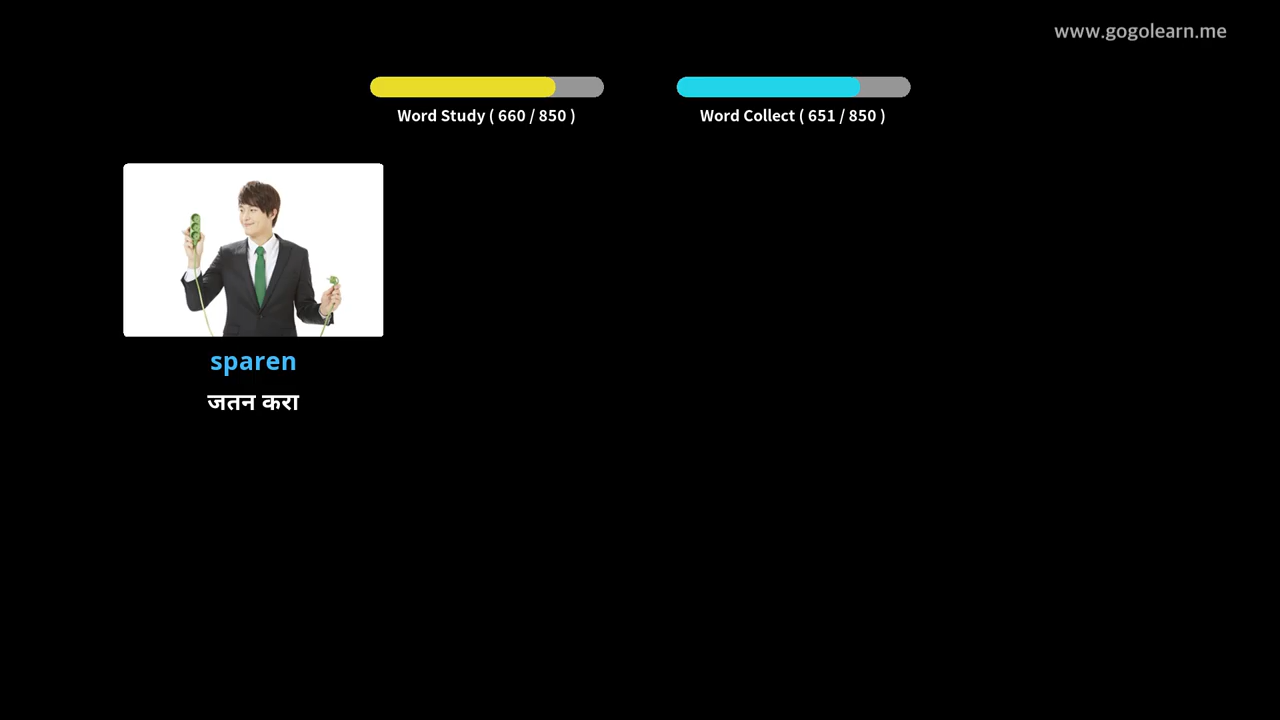 www.gogolearn.me
Word Study ( 660 / 850 )
Word Collect ( 651 / 850 )
sparen
जतन करा